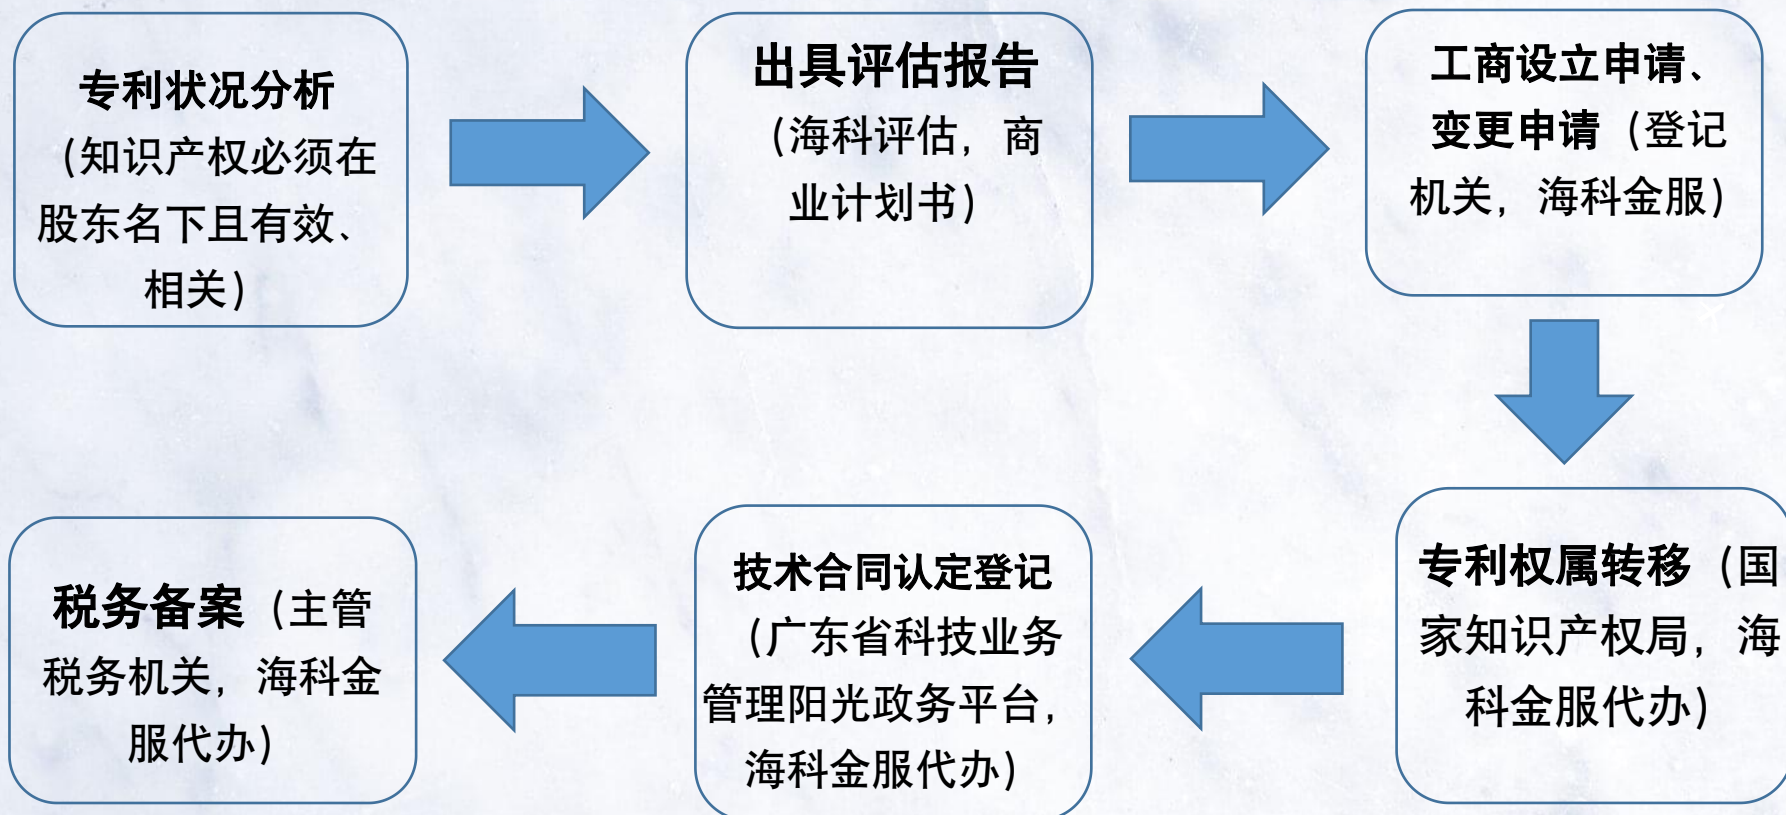 专利状况分析
（知识产权必须在
股东名下且有效、
相关）
出具评估报告
（海科评估，商
业计划书）
工商设立申请、
变更申请（登记
机关，海科金服）
专利权属转移（国
家知识产权局，海
科金服代办）
技术合同认定登记
（广东省科技业务
管理阳光政务平台，
海科金服代办）
税务备案（主管
税务机关，海科金
服代办）